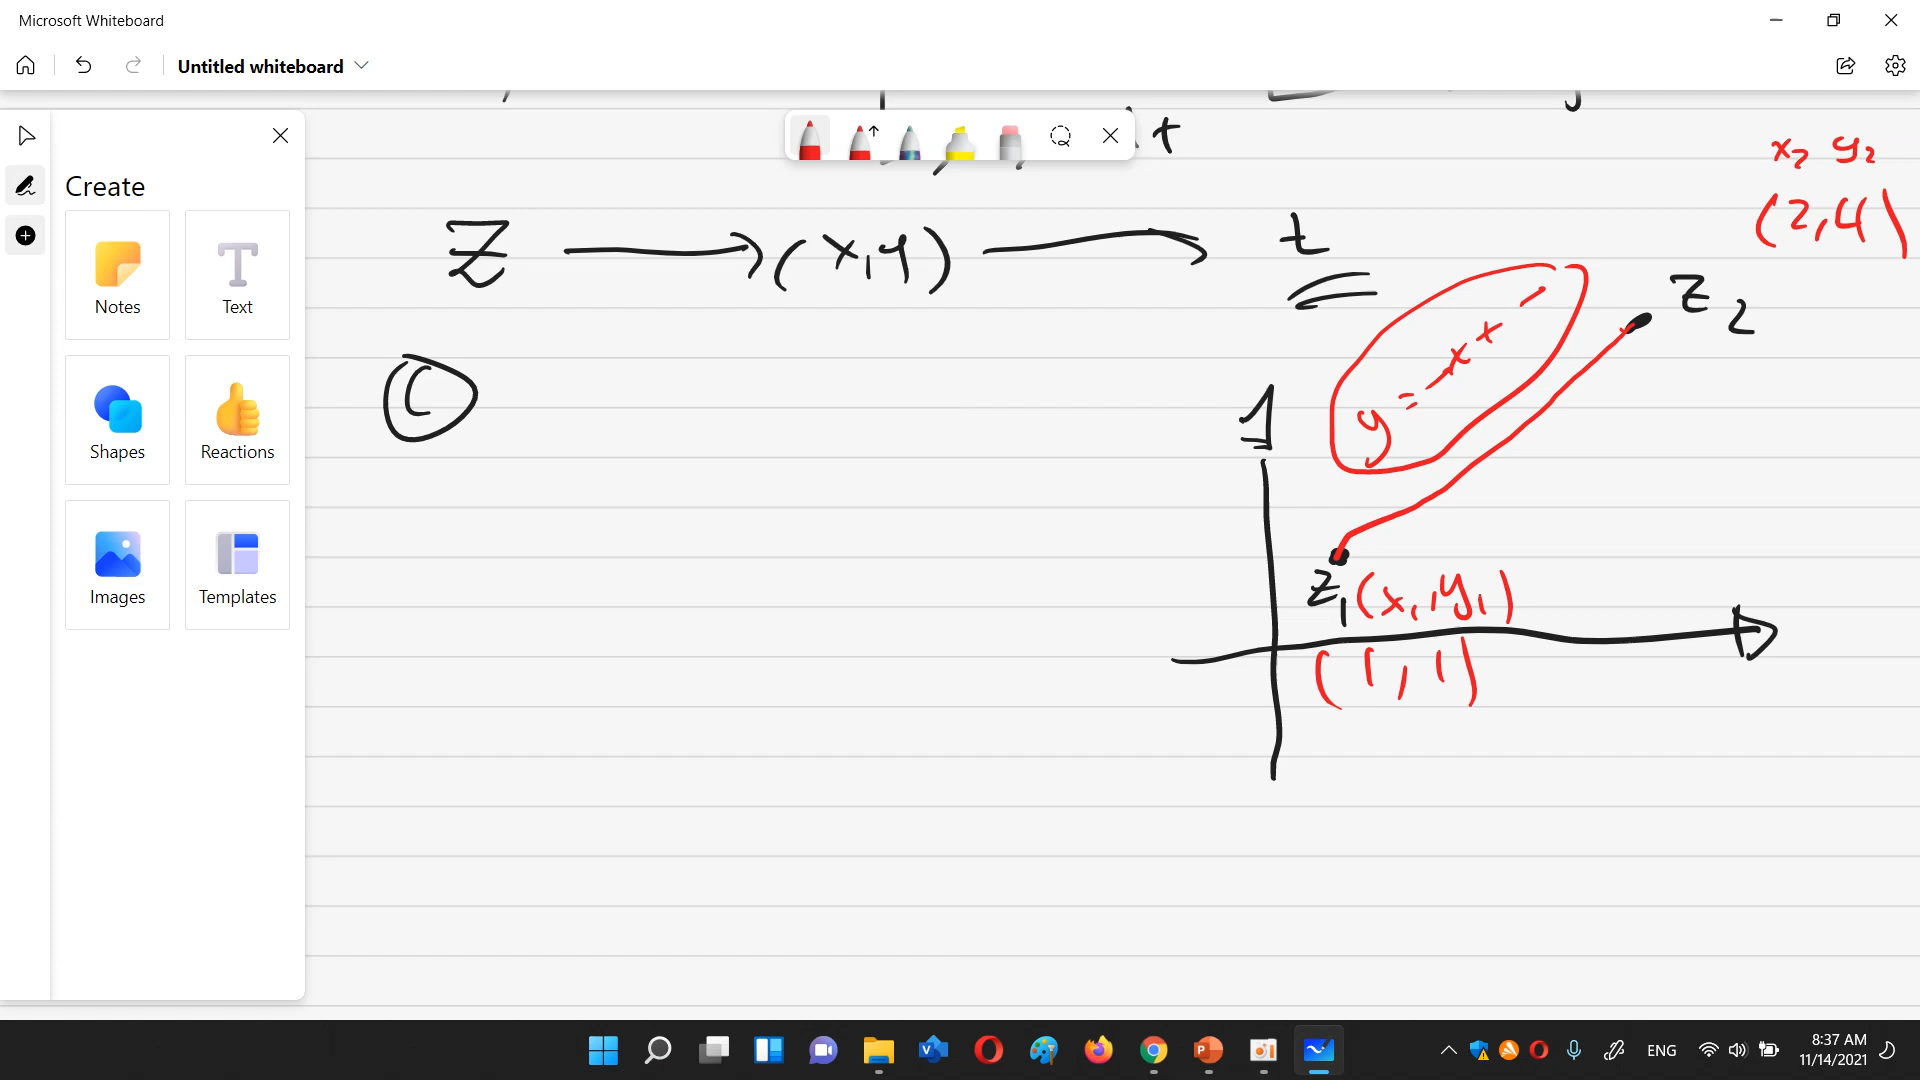 Microsoft Whiteboard
Untitled whiteboard
Create
Notes
Text
Shapes
Reactions
Images
Templates
t
x2 y2
(2,4)
Z → (x,y) → t
z2
C
y = x
z1 (x1, y1)
(1, 1)
ENG
8:37 AM
11/14/2021